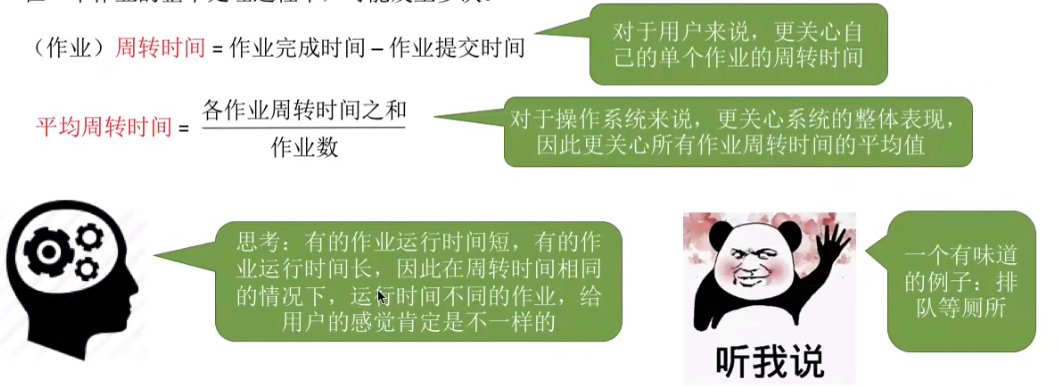 （作业）周转时间 = 作业完成时间 – 作业提交时间
对于用户来说，更关心自
己的单个作业的周转时间
平均周转时间 =
各作业周转时间之和
作业数
对于操作系统来说，更关心系统的整体表现，
因此更关心所有作业周转时间的平均值
思考：有的作业运行时间短，有的作
业运行时间长，因此在周转时间相同
的情况下，运行时间不同的作业，给
用户的感觉肯定是不一样的
一个有味道
的例子：排
队等厕所
听我说